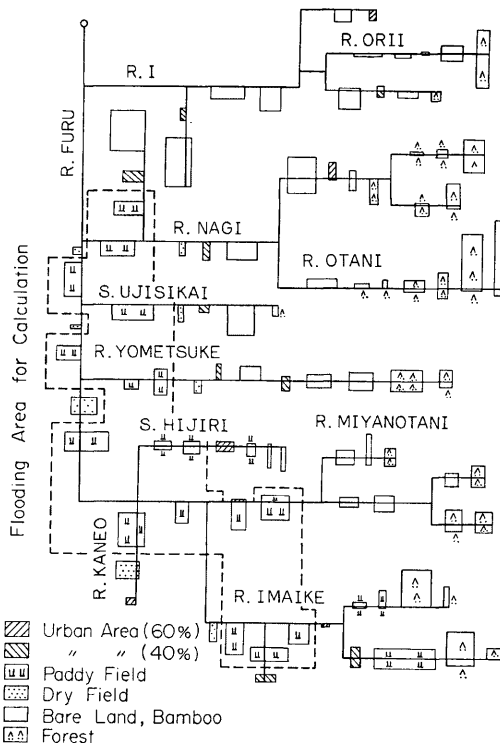 R. ORII
R. I
R. FURU
R. NAGI
R. OTANI
S. UJISIKAI
R. YOMETSUKE
S. HIJIRI
R. MIYANOTANI
R. KANEO
R. IMAIKE
Flooding Area for Calculation
Urban Area (60%)
〃 〃 (40%)
Paddy Field
Dry Field
Bare Land, Bamboo
Forest